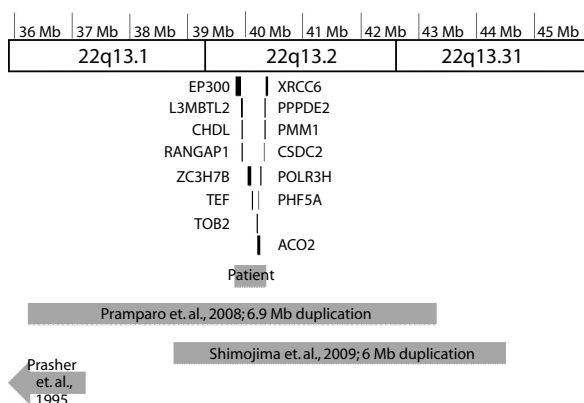 36 Mb 37 Mb 38 Mb 39 Mb 40 Mb 41 Mb 42 Mb 43 Mb 44 Mb 45 Mb
22q13.1 22q13.2 22q13.31
EP300 XRCC6
L3MBTL2 PPPDE2
CHDL PMM1
RANGAP1 CSDC2
ZC3H7B POLR3H
TEF PHF5A
TOB2
ACO2
Patient
Pramparo et. al., 2008; 6.9 Mb duplication
Shimojima et. al., 2009; 6 Mb duplication
Prasher
et. al.,
1995